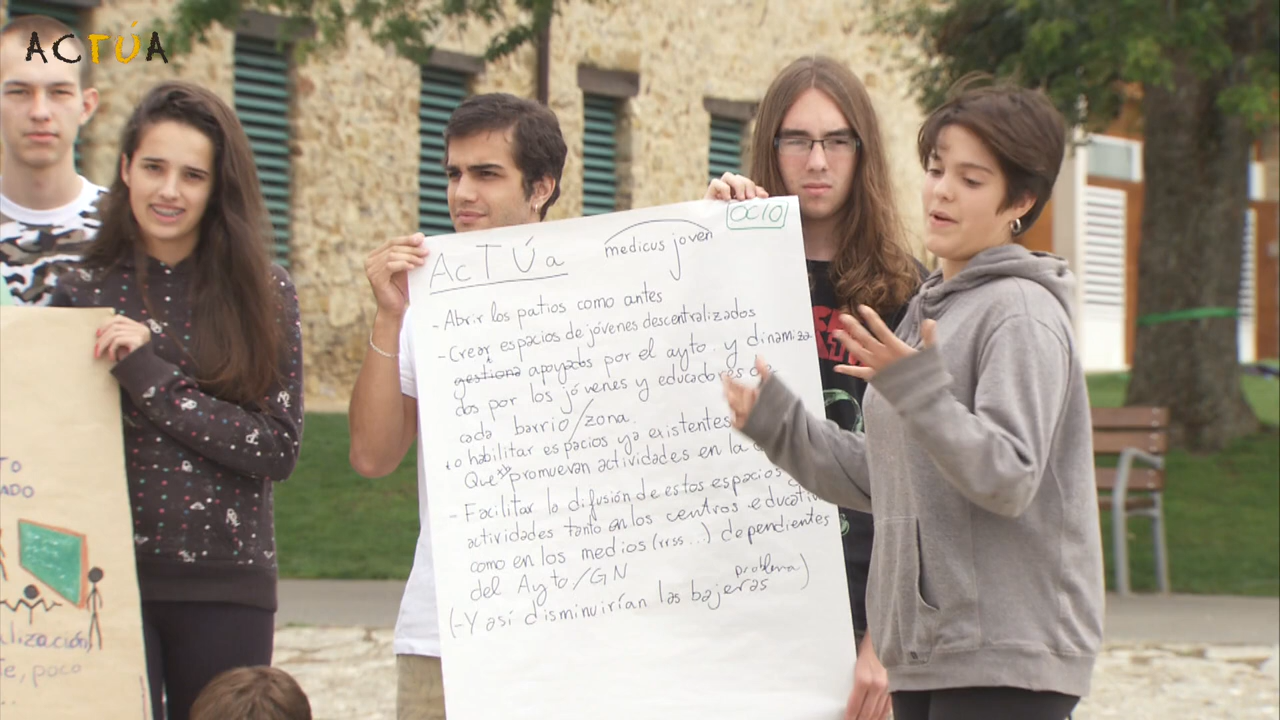 ACTÚA
AcTÚa
medicus joven
OCIO
- Abrir los patios como antes
- Crear espacios de jóvenes descentralizados
gestiona apoyados por el ayto. y dinamiza
dos por los jóvenes y educadores de
cada barrio/zona.
o habilitar espacios ya existentes
Que promuevan actividades en la
- Facilitar la difusión de estos espacios
actividades tanto en los centros educativ
como en los medios (rrss...) dependientes
del Ayto/GN
problema
(-Y así disminuirían las bajeras)
TO
ADO
lización,
te, poco